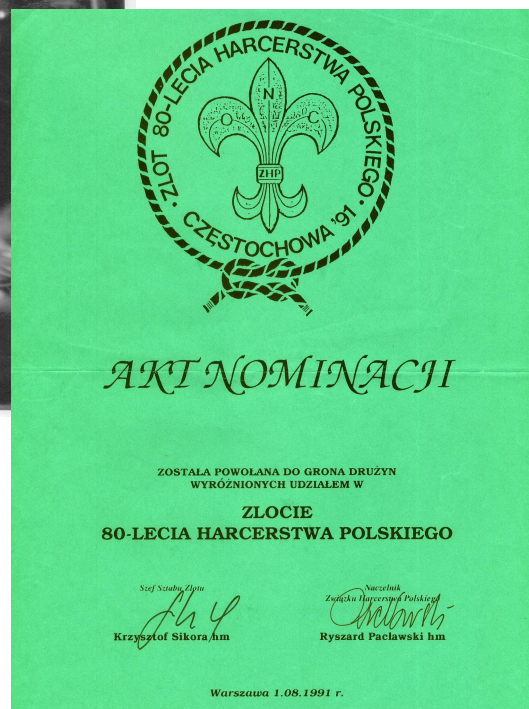 ZLOT 80-LECIA HARCERSTWA POLSKIEGO
CZĘSTOCHOWA '91
O N C
ZHP
AKT NOMINACJI
ZOSTAŁA POWOŁANA DO GRONA DRUŻYN
WYRÓŻNIONYCH UDZIAŁEM W
ZLOCIE
80-LECIA HARCERSTWA POLSKIEGO
Szef Sztabu Zlotu
Krzysztof Sikora hm
Naczelnik
Związku Harcerstwa Polskiego
Ryszard Pacławski hm
Warszawa 1.08.1991 r.